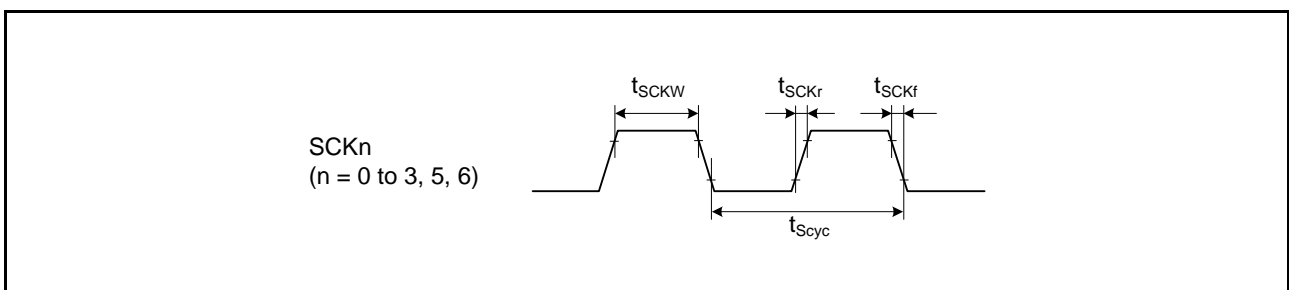 tSCKW
tSCKr
tSCKf
SCKn
(n = 0 to 3, 5, 6)
tScyc